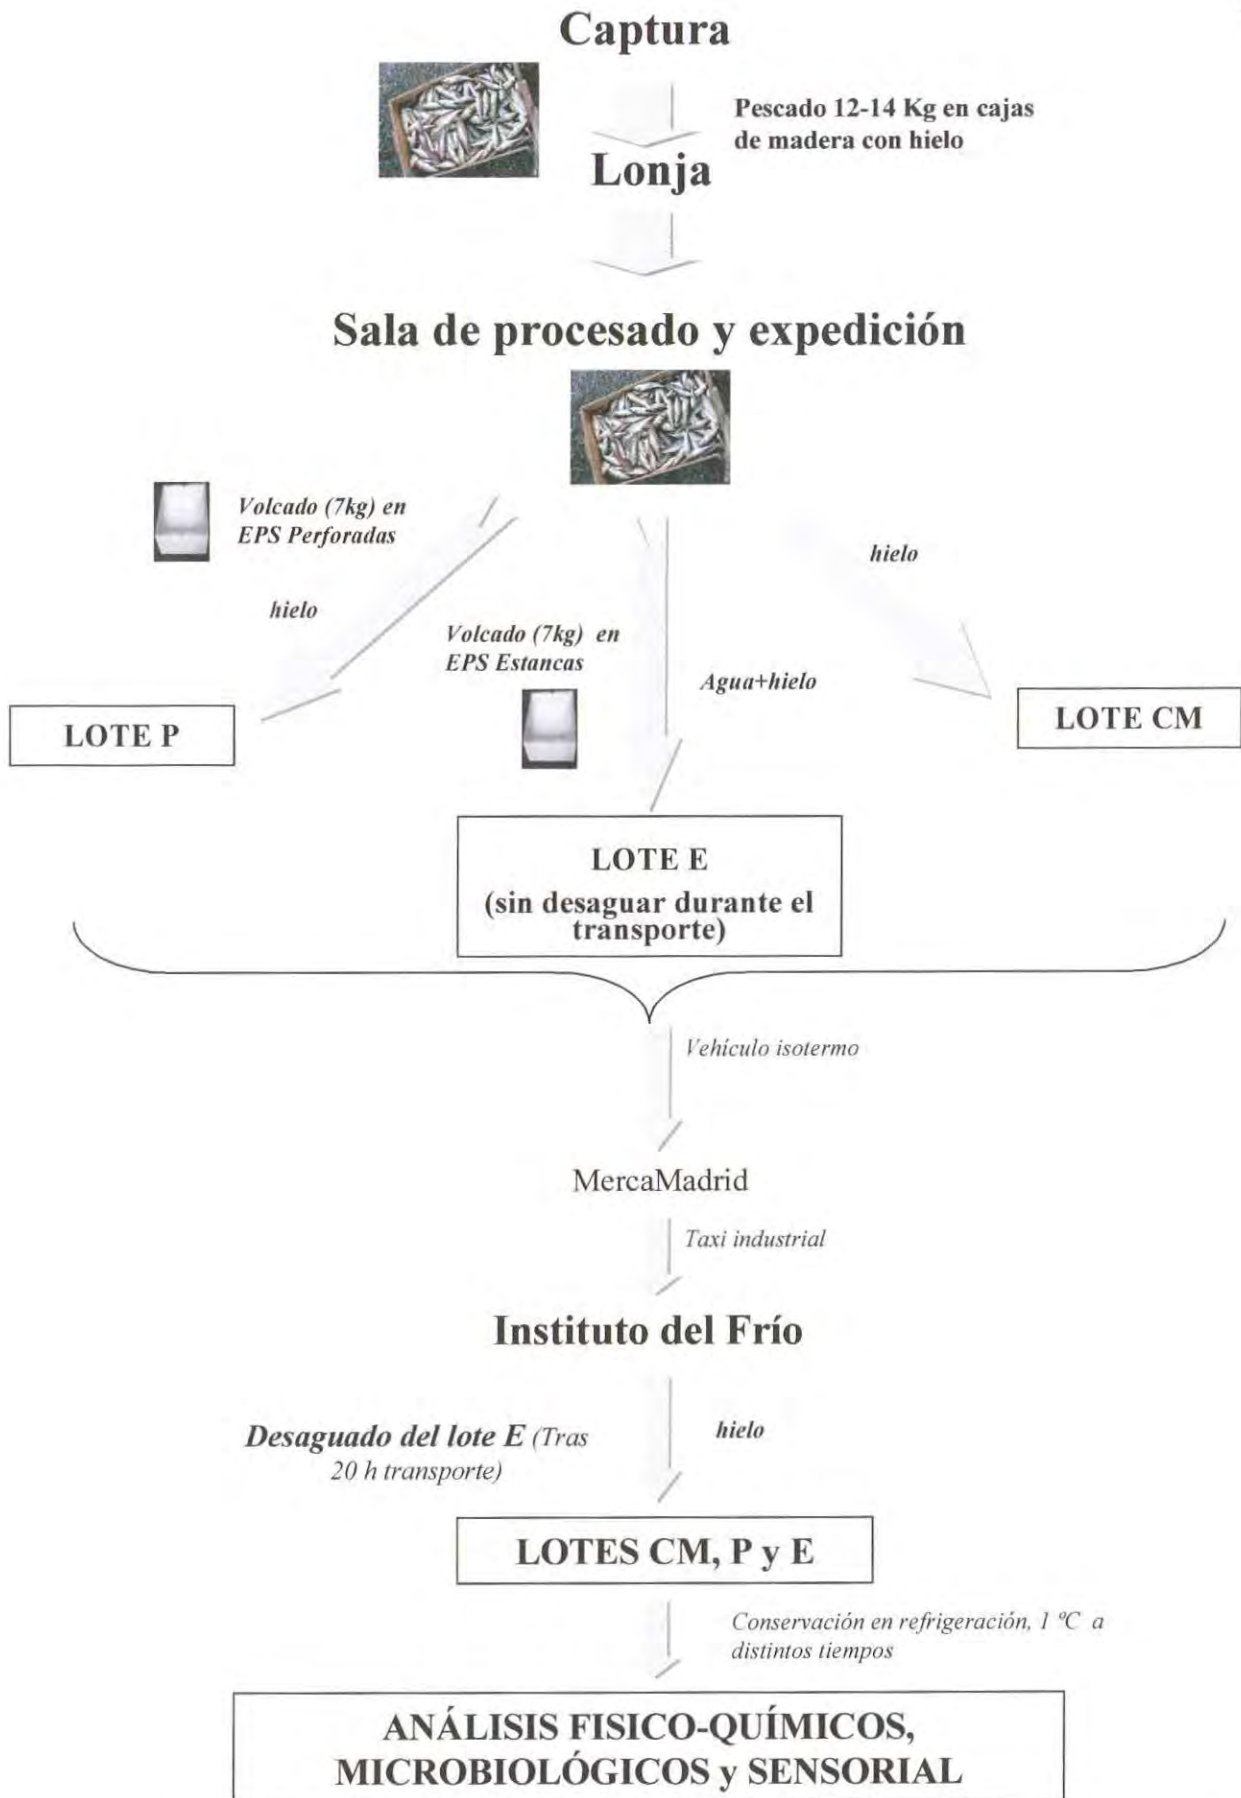 Captura
Pescado 12-14 Kg en cajas
de madera con hielo
Lonja
Sala de procesado y expedición
Volcado (7kg) en
EPS Perforadas
hielo
hielo
Volcado (7kg) en
EPS Estancas
Agua+hielo
LOTE P
LOTE CM
LOTE E
(sin desaguar durante el
transporte)
Vehículo isotermo
MercaMadrid
Taxi industrial
Instituto del Frío
Desaguado del lote E (Tras
20 h transporte)
hielo
LOTES CM, P y E
Conservación en refrigeración, 1 ºC a
distintos tiempos
ANÁLISIS FISICO-QUÍMICOS,
MICROBIOLÓGICOS y SENSORIAL